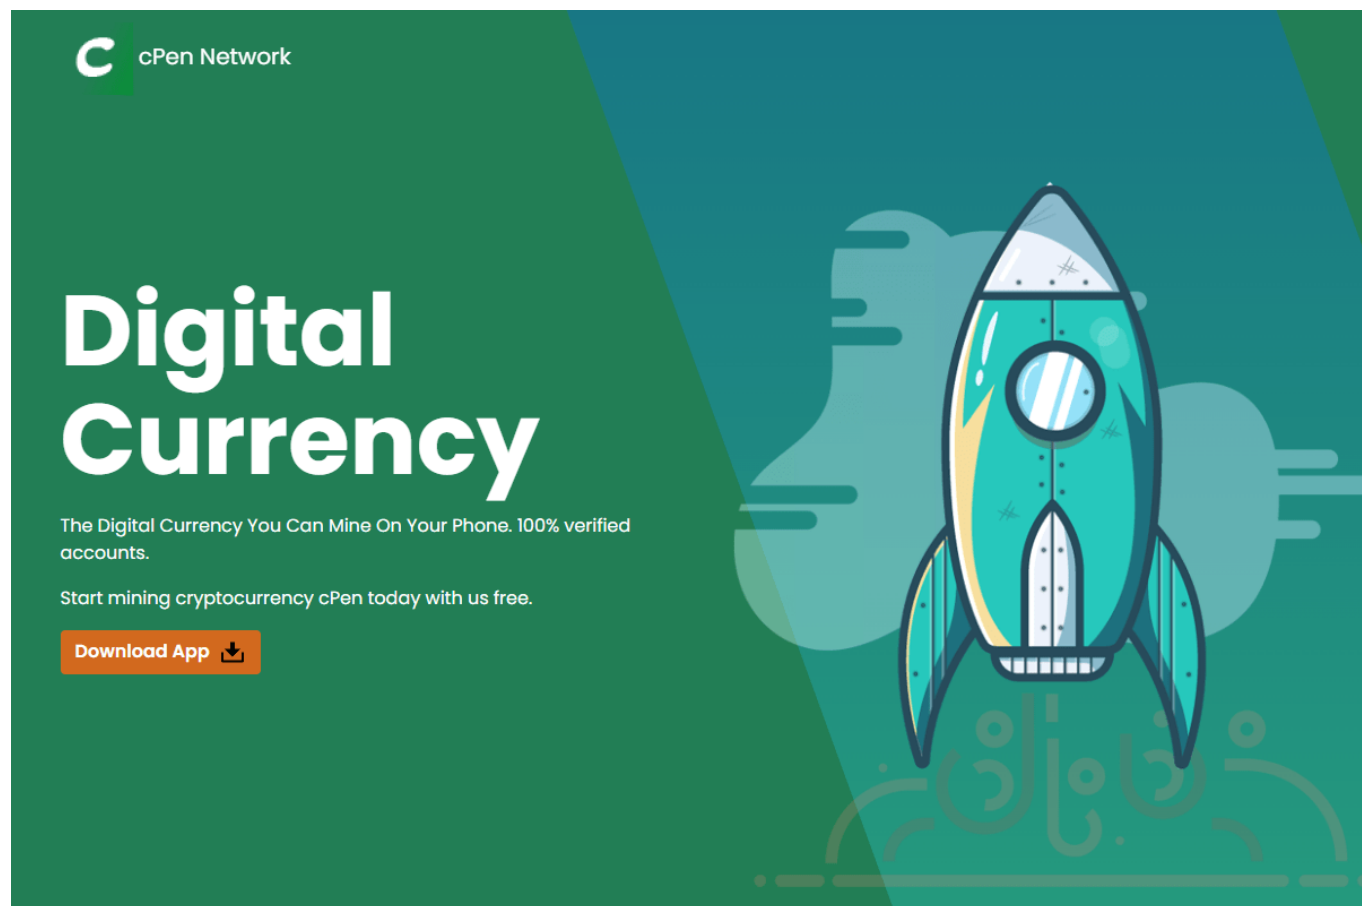 cPen Network
Digital
Currency
The Digital Currency You Can Mine On Your Phone. 100% verified
accounts.
Start mining cryptocurrency cPen today with us free.
Download App